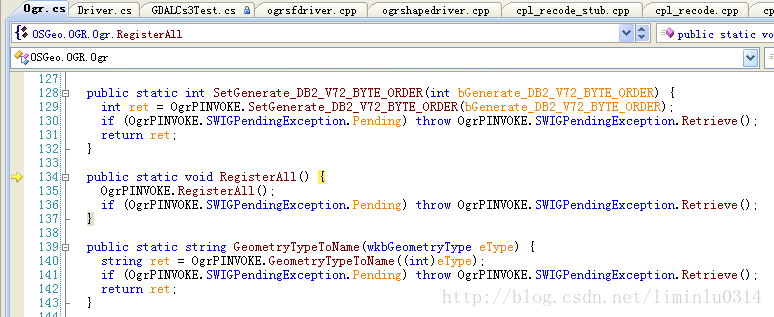 Ogr.cs Driver.cs GDALCs3Test.cs ogrsfdriver.cpp ogrshapedriver.cpp cpl_recode_stub.cpp cpl_recode.cpp
OSGeo.OGR.Ogr.RegisterAll public static vo
OSGeo.OGR.Ogr
127
128 public static int SetGenerate_DB2_V72_BYTE_ORDER(int bGenerate_DB2_V72_BYTE_ORDER) {
129 int ret = OgrPINVOKE.SetGenerate_DB2_V72_BYTE_ORDER(bGenerate_DB2_V72_BYTE_ORDER);
130 if (OgrPINVOKE.SWIGPendingException.Pending) throw OgrPINVOKE.SWIGPendingException.Retrieve();
131 return ret;
132 }
133
134 public static void RegisterAll() {
135 OgrPINVOKE.RegisterAll();
136 if (OgrPINVOKE.SWIGPendingException.Pending) throw OgrPINVOKE.SWIGPendingException.Retrieve();
137 }
138
139 public static string GeometryTypeToName(wkbGeometryType eType) {
140 string ret = OgrPINVOKE.GeometryTypeToName((int)eType);
141 if (OgrPINVOKE.SWIGPendingException.Pending) throw OgrPINVOKE.SWIGPendingException.Retrieve();
142 return ret;
143 }
http://blog.csdn.net/liminlu0314